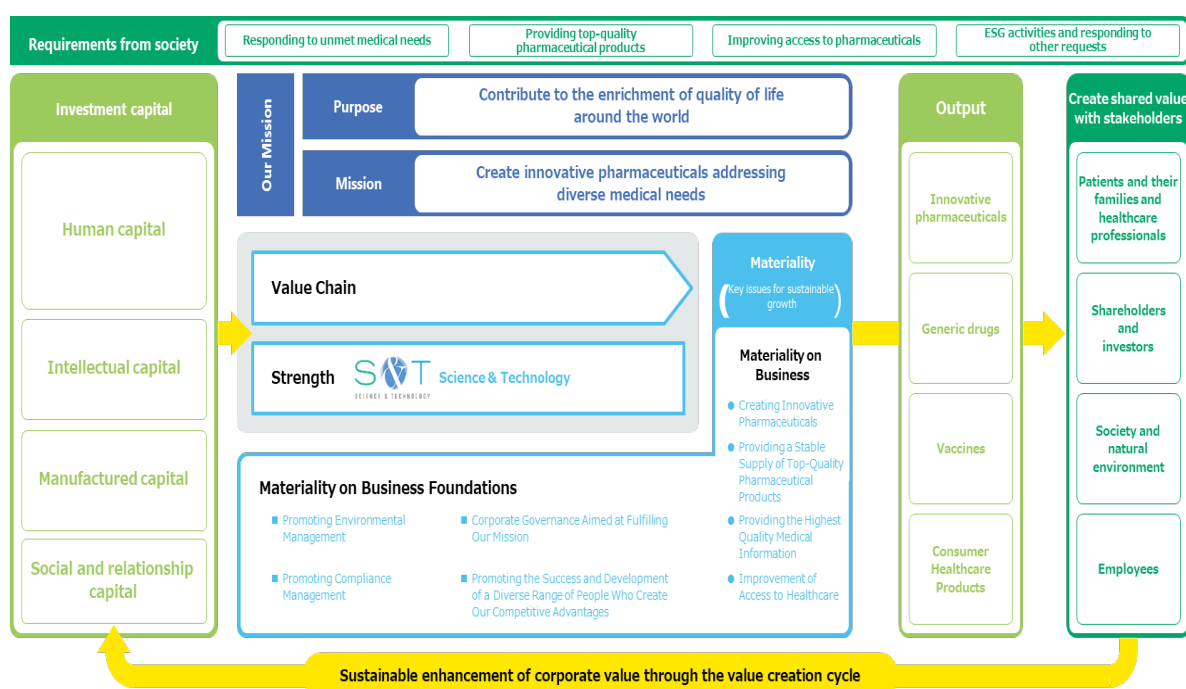 Requirements from society
Responding to unmet medical needs
Providing top-quality
pharmaceutical products
Improving access to pharmaceuticals
ESG activities and responding to
other requests
Investment capital
Human capital
Intellectual capital
Manufactured capital
Social and relationship
capital
Our Mission
Purpose
Contribute to the enrichment of quality of life
around the world
Mission
Create innovative pharmaceuticals addressing
diverse medical needs
Value Chain
Strength
S&T
SCIENCE & TECHNOLOGY
Science & Technology
Materiality
(Key issues for sustainable
growth)
Materiality on
Business
Creating Innovative
Pharmaceuticals
Providing a Stable
Supply of Top-Quality
Pharmaceutical
Products
Providing the Highest
Quality Medical
Information
Improvement of
Access to Healthcare
Materiality on Business Foundations
Promoting Environmental
Management
Corporate Governance Aimed at Fulfilling
Our Mission
Promoting Compliance
Management
Promoting the Success and Development
of a Diverse Range of People Who Create
Our Competitive Advantages
Output
Innovative
pharmaceuticals
Generic drugs
Vaccines
Consumer
Healthcare
Products
Create shared value
with stakeholders
Patients and their
families and
healthcare
professionals
Shareholders
and
investors
Society and
natural
environment
Employees
Sustainable enhancement of corporate value through the value creation cycle